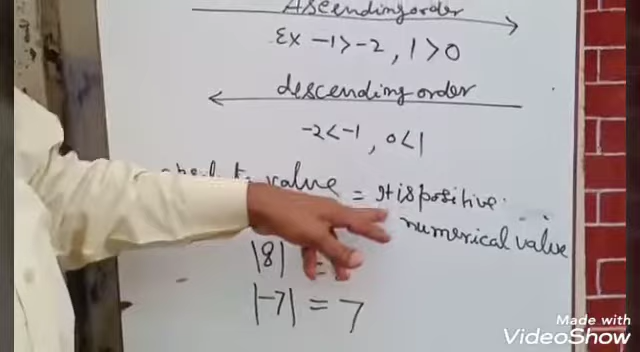 Ascending order
Ex -1>-2, 1>0
descending order
-2<-1, 0<1
value = It is positive
numerical value
|8| =
|-7| = 7
Made with
VideoShow